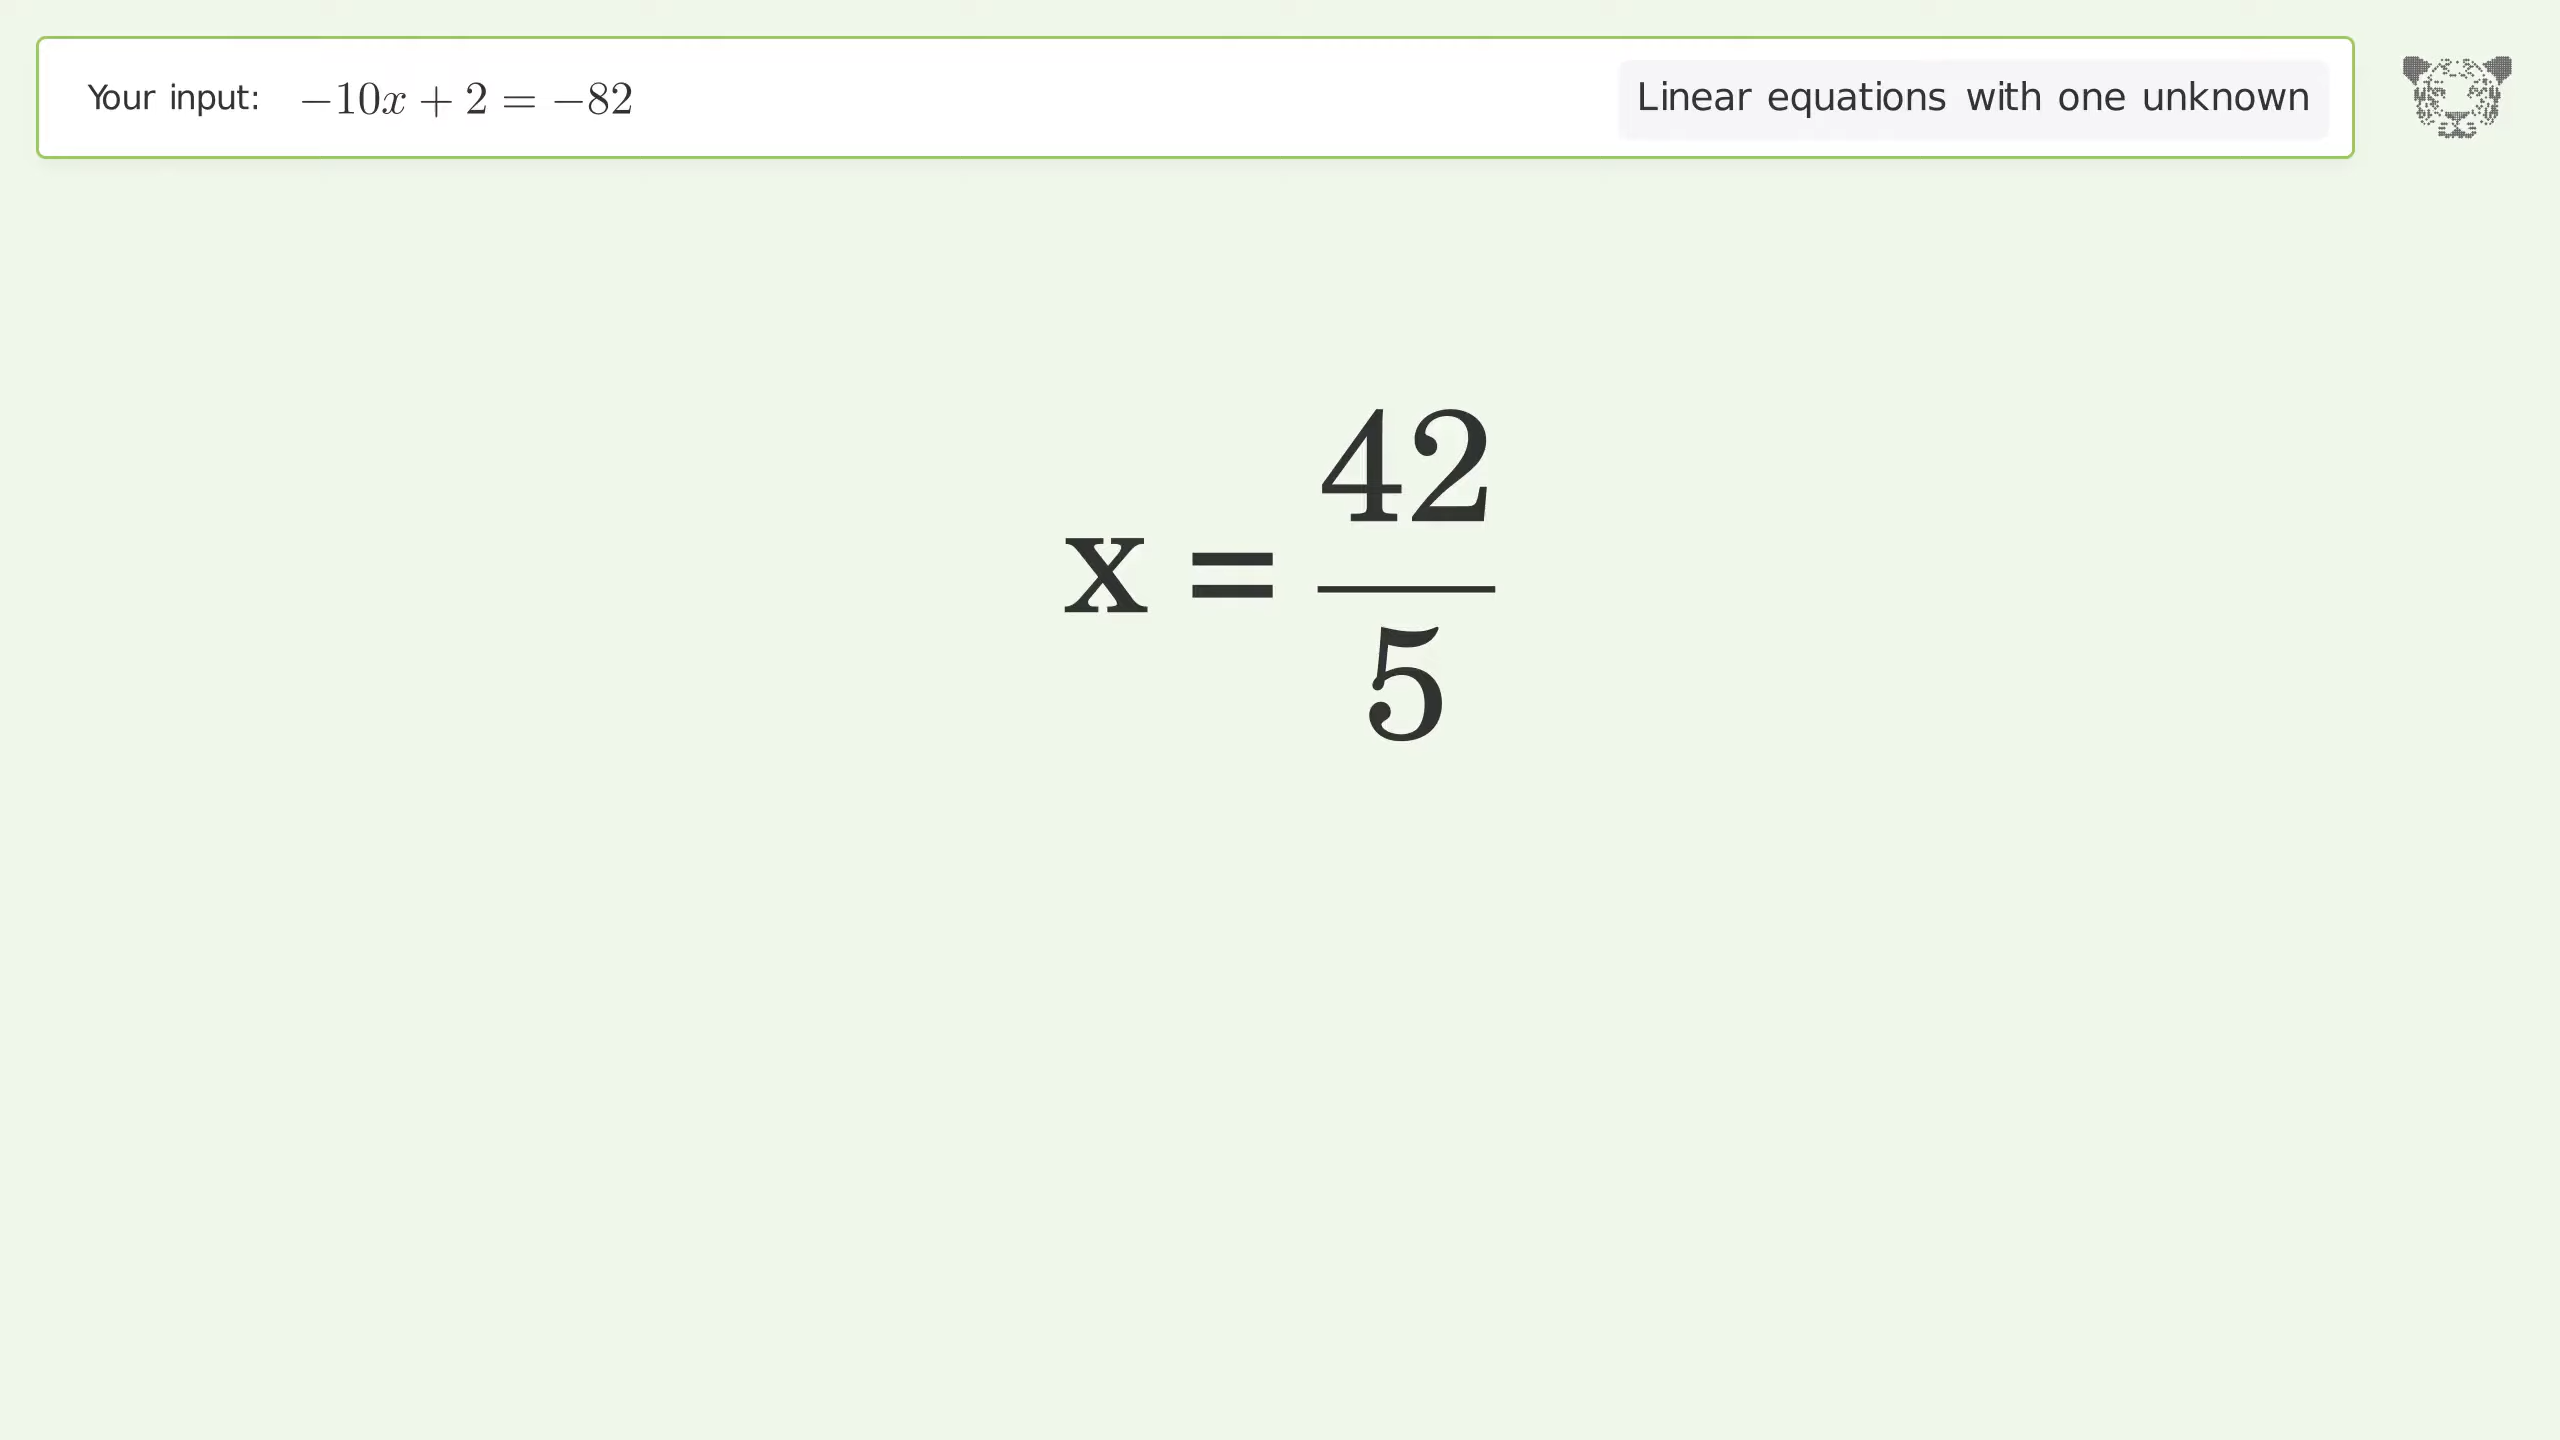 Your input: −10x + 2 = −82
Linear equations with one unknown
x = 42/5